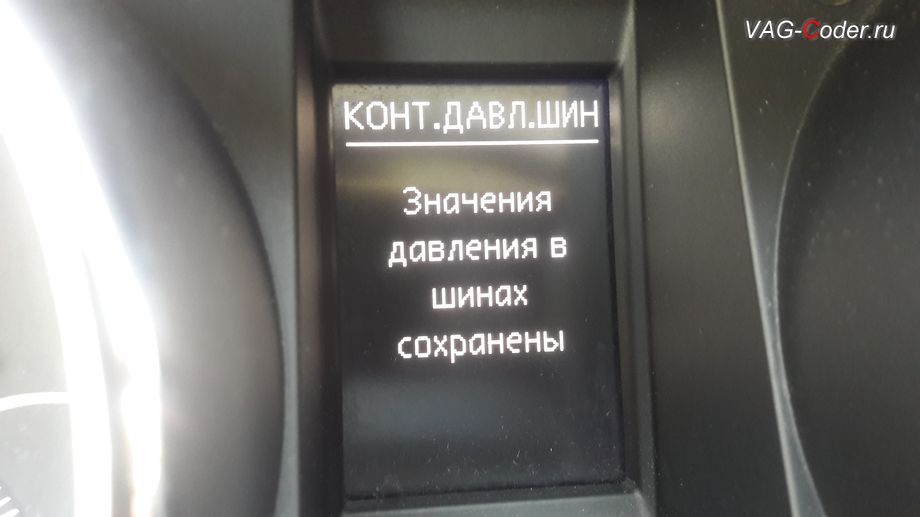 VAG-Coder.ru
КОНТ.ДАВЛ.ШИН
Значения
давления в
шинах
сохранены